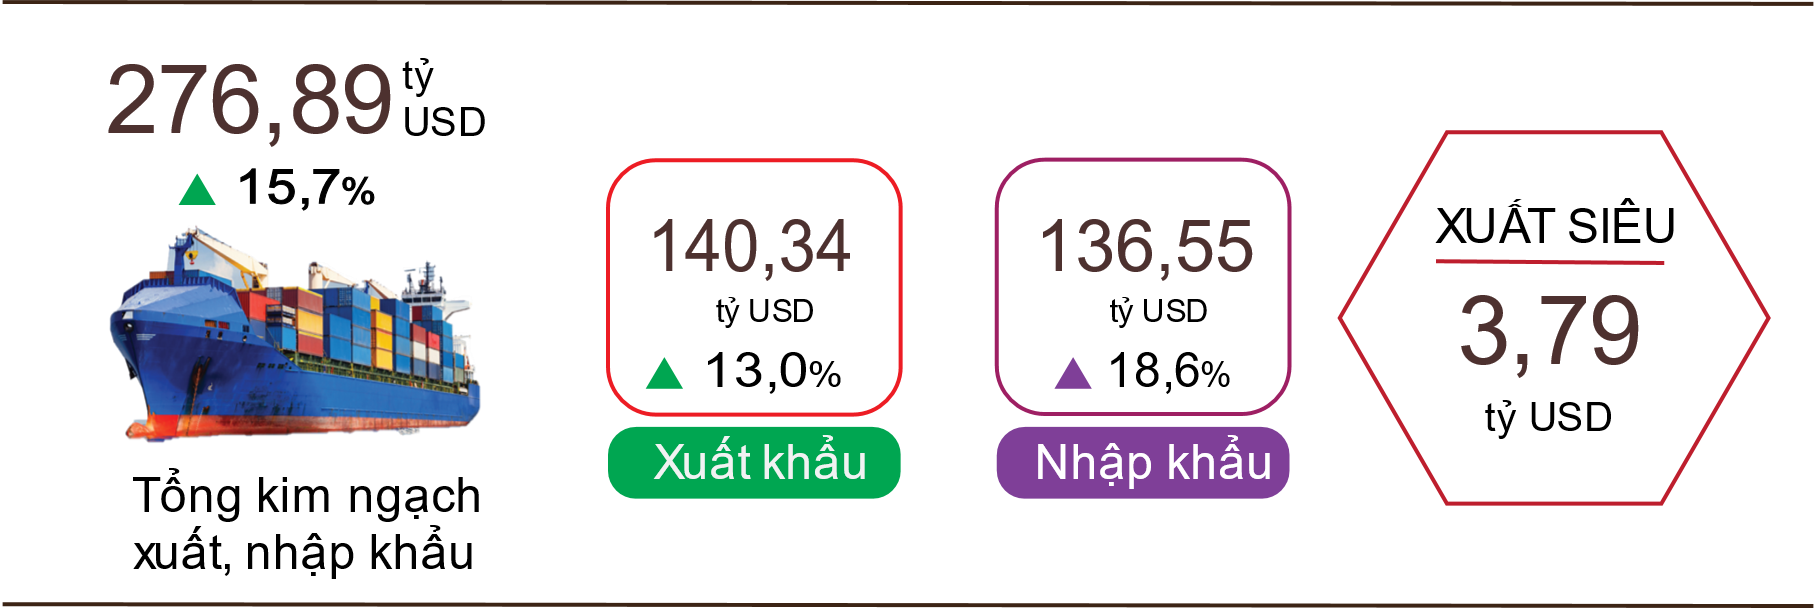 276,89 tỷ
USD
15,7%
Tổng kim ngạch
xuất, nhập khẩu
140,34
tỷ USD
13,0%
Xuất khẩu
136,55
tỷ USD
18,6%
Nhập khẩu
XUẤT SIÊU
3,79
tỷ USD